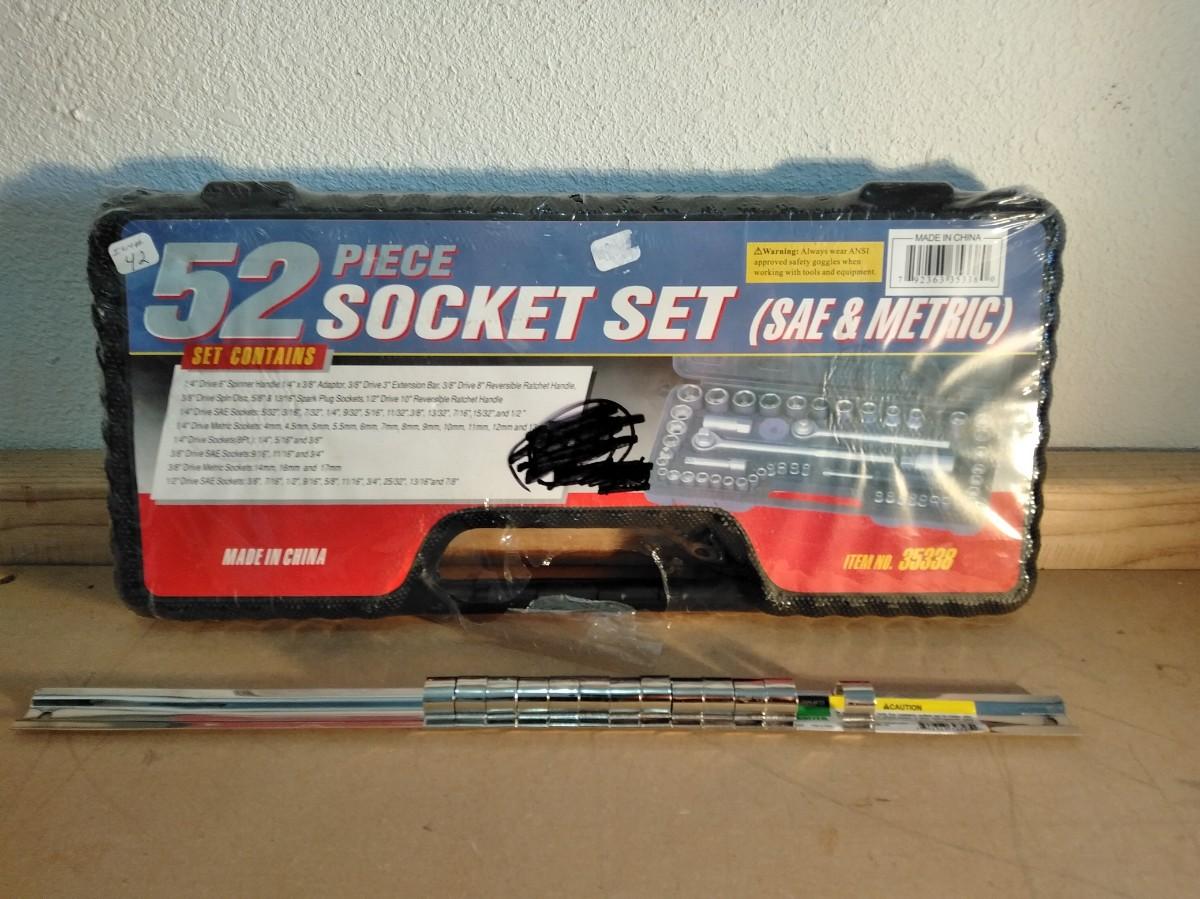 42
52 PIECE
SOCKET SET (SAE & METRIC)
⚠Warning: Always wear ANSI
approved safety goggles when
working with tools and equipment.
MADE IN CHINA
7 92363 35338 0
SET CONTAINS
1/4" Drive 6" Spinner Handle,1/4" x 3/8" Adaptor, 3/8" Drive 3" Extension Bar, 3/8" Drive 8" Reversible Ratchet Handle,
3/8" Drive Spin Disc, 5/8" & 13/16" Spark Plug Sockets,1/2" Drive 10" Reversible Ratchet Handle
1/4" Drive SAE Sockets: 5/32",3/16", 7/32", 1/4", 9/32", 5/16", 11/32",3/8", 13/32", 7/16",15/32",and 1/2 "
1/4" Drive Metric Sockets: 4mm, 4.5mm, 5mm, 5.5mm, 6mm, 7mm, 8mm, 9mm, 10mm, 11mm, 12mm and
1/4" Drive Sockets(8Pt.): 1/4", 5/16" and 3/8"
3/8" Drive SAE Sockets:9/16", 11/16" and 3/4"
3/8" Drive Metric Sockets:14mm, 16mm and 17mm
1/2" Drive SAE Sockets: 3/8", 7/16", 1/2", 9/16", 5/8", 11/16", 3/4", 25/32", 13/16"and 7/8"
MADE IN CHINA
ITEM NO. 35338
⚠CAUTION